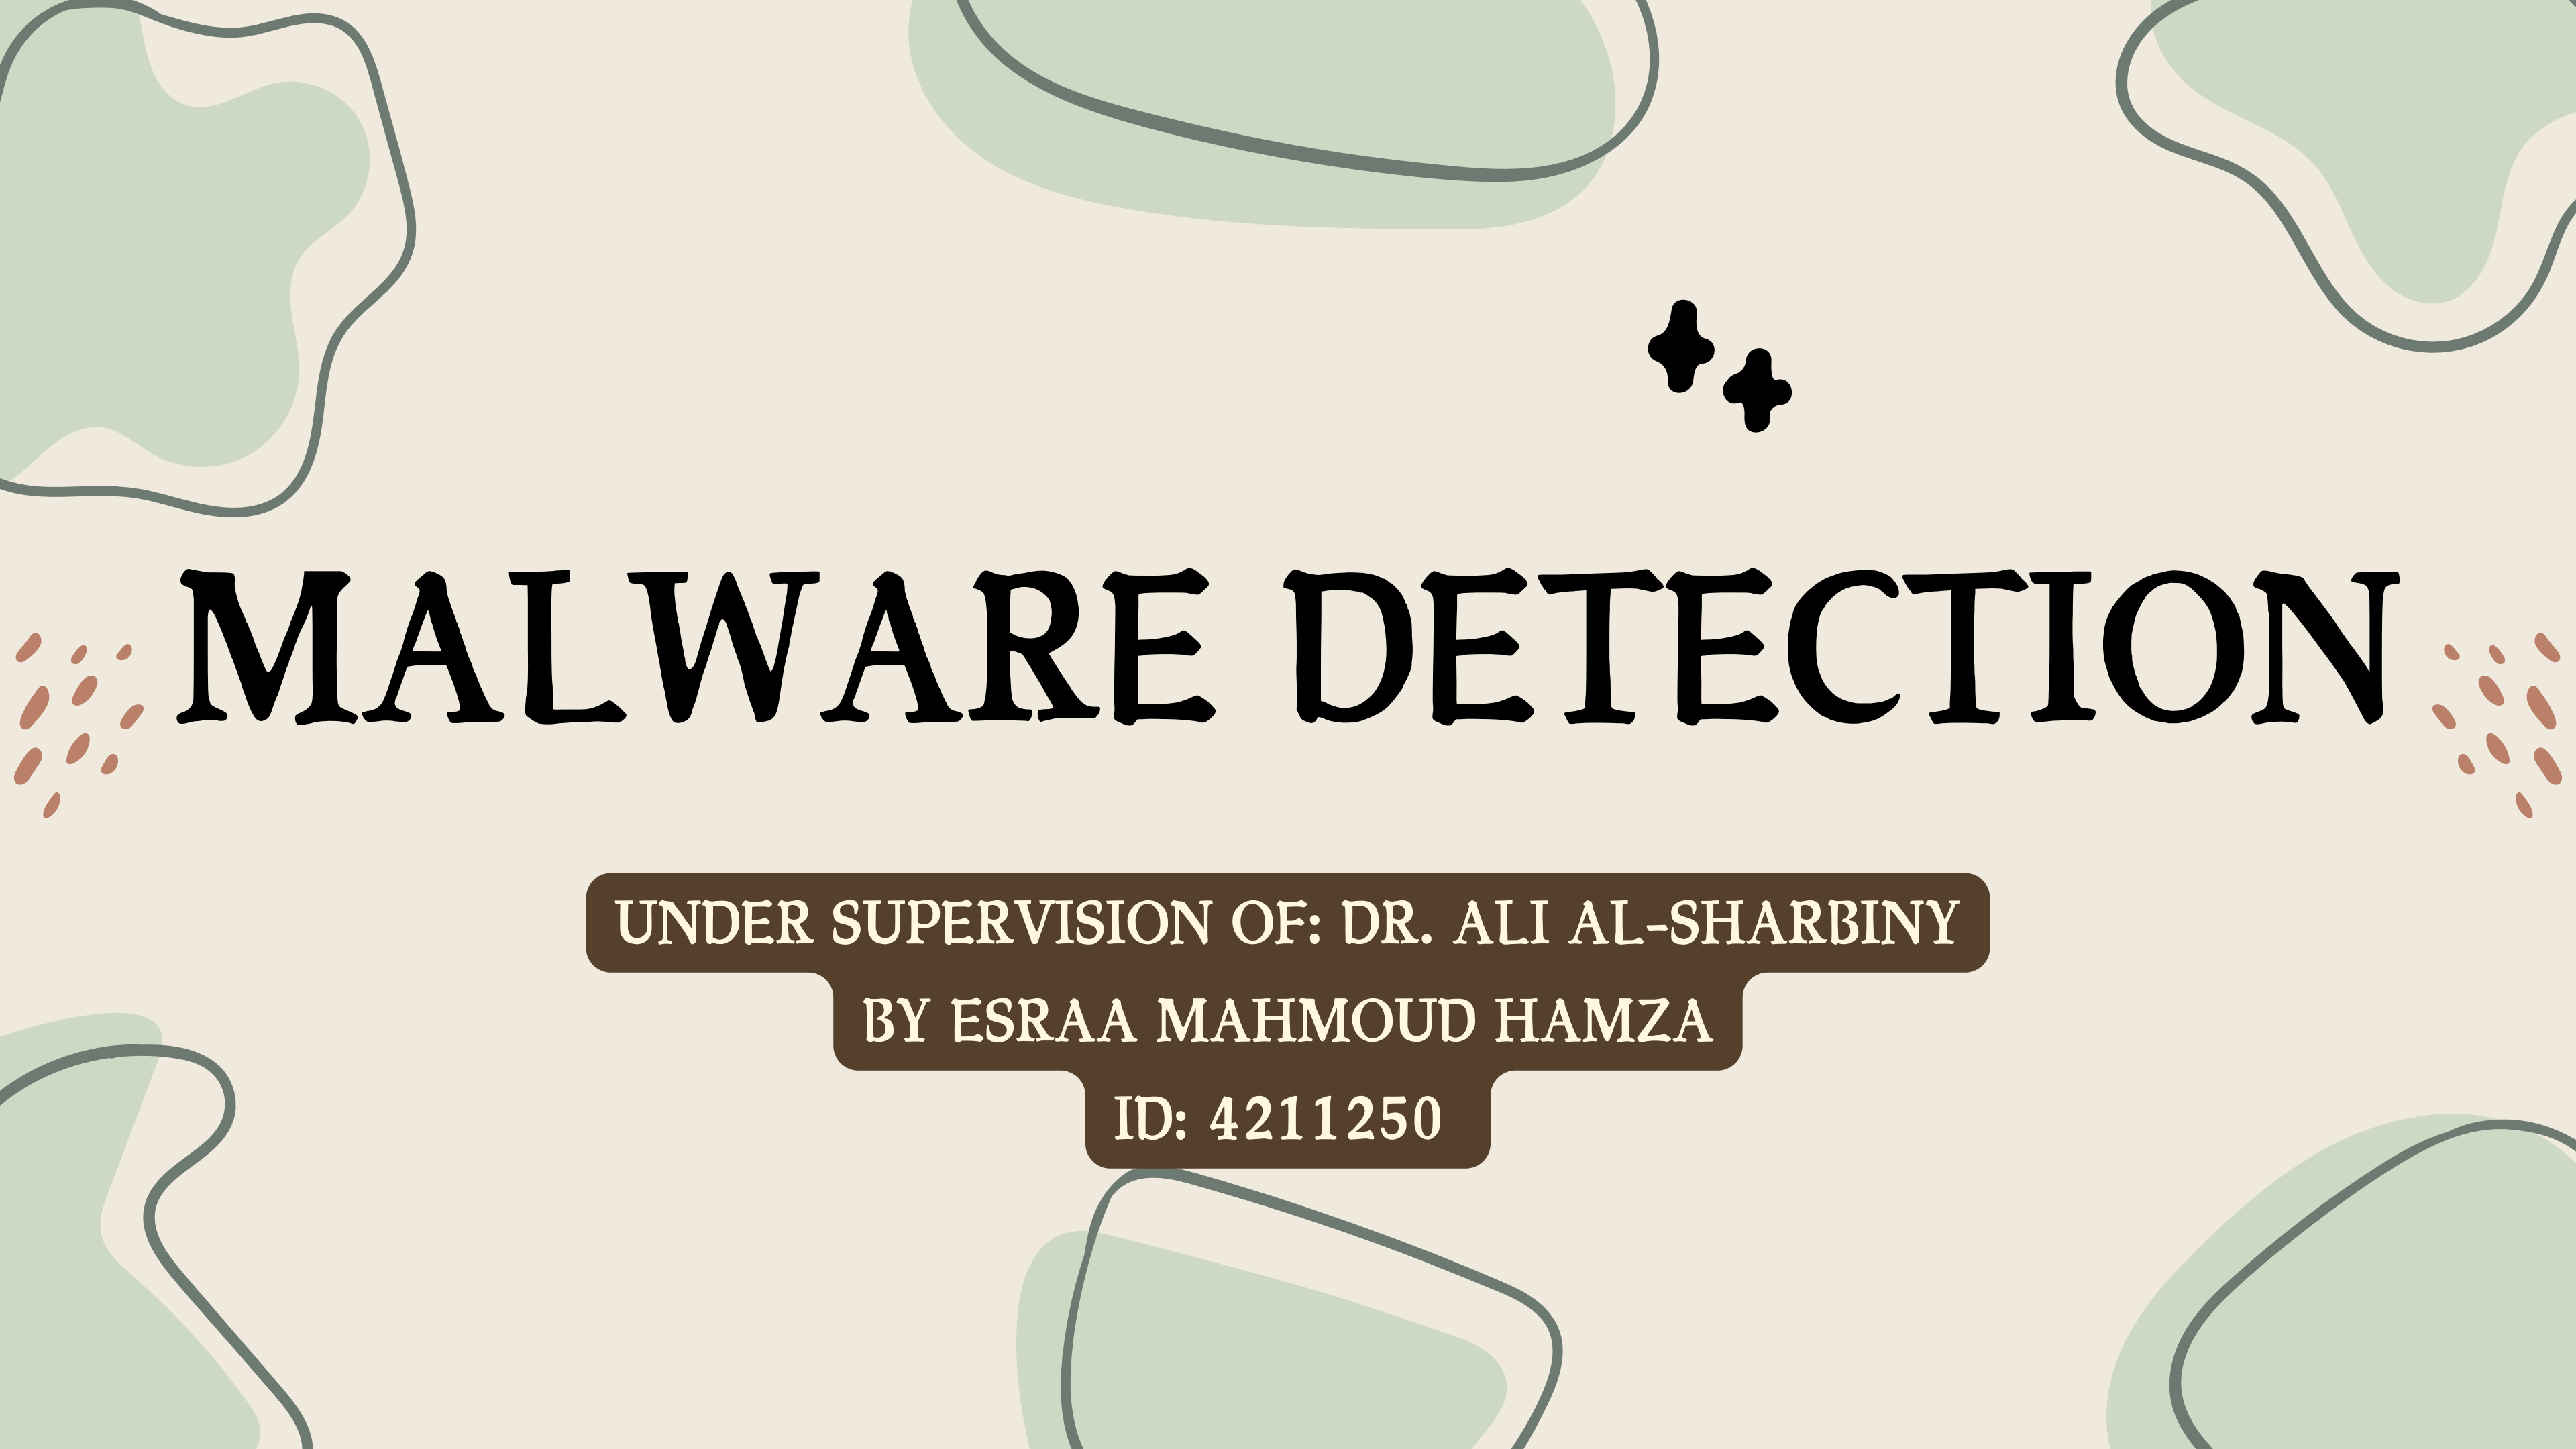 MALWARE DETECTION
UNDER SUPERVISION OF: DR. ALI AL-SHARBINY
BY ESRAA MAHMOUD HAMZA
ID: 4211250